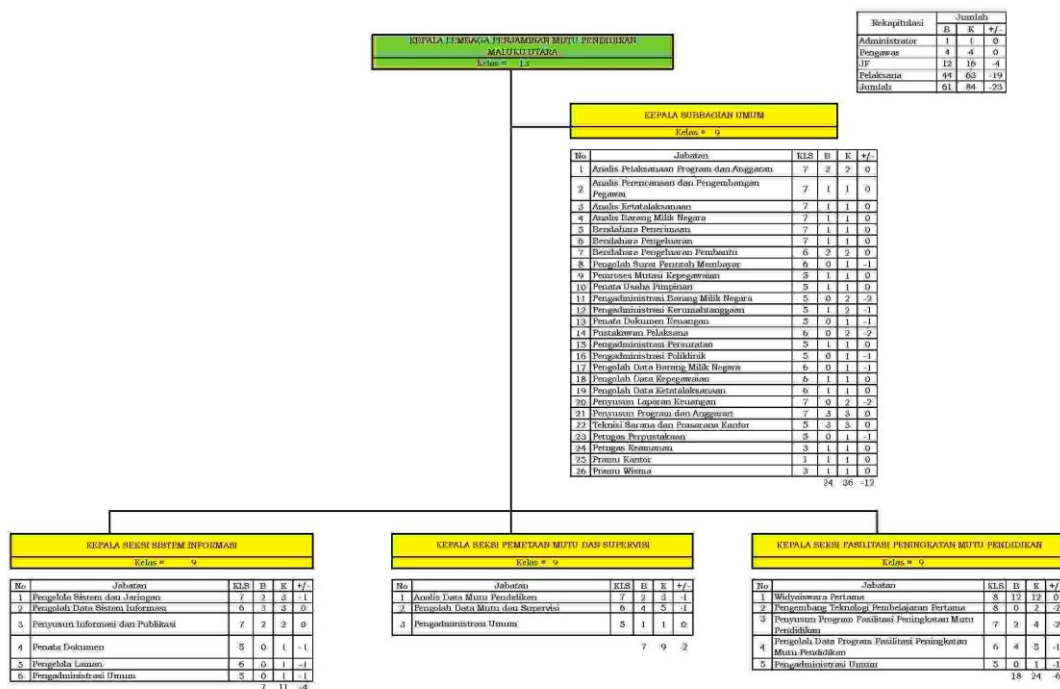 KEPALA LEMBAGA PENJAMINAN MUTU PENDIDIKAN
MALUKU UTARA
Kelas = 13
Rekapitulasi Jumlah
B K +/-
Administrator 1 1 0
Pengawas 4 4 0
JF 12 16 -4
Pelaksana 44 63 -19
Jumlah 61 84 -23
KEPALA SUBBAGIAN UMUM
Kelas = 9
No Jabatan KLS B K +/-
1 Analis Pelaksanaan Program dan Anggaran 7 2 2 0
2 Analis Perencanaan dan Pengembangan
Pegawai 7 1 1 0
3 Analis Ketatalaksanaan 7 1 1 0
4 Analis Barang Milik Negara 7 1 1 0
5 Bendahara Penerimaan 7 1 1 0
6 Bendahara Pengeluaran 7 1 1 0
7 Bendahara Pengeluaran Pembantu 6 2 2 0
8 Pengolah Surat Perintah Membayar 6 0 1 -1
9 Pemroses Mutasi Kepegawaian 5 1 1 0
10 Penata Usaha Pimpinan 5 1 1 0
11 Pengadministrasi Barang Milik Negara 5 0 2 -2
12 Pengadministrasi Kerumahtanggaan 5 1 2 -1
13 Penata Dokumen Keuangan 5 0 1 -1
14 Pustakawan Pelaksana 6 0 2 -2
15 Pengadministrasi Persuratan 5 1 1 0
16 Pengadministrasi Poliklinik 5 0 1 -1
17 Pengolah Data Barang Milik Negara 6 0 1 -1
18 Pengolah Data Kepegawaian 6 1 1 0
19 Pengolah Data Ketatalaksanaan 6 1 1 0
20 Penyusun Laporan Keuangan 7 0 2 -2
21 Penyusun Program dan Anggaran 7 3 3 0
22 Teknisi Sarana dan Prasarana Kantor 5 3 3 0
23 Petugas Perpustakaan 5 0 1 -1
24 Petugas Keamanan 3 1 1 0
25 Pramu Kantor 1 1 1 0
26 Pramu Wisma 3 1 1 0
24 36 -12
KEPALA SEKSI SISTEM INFORMASI
Kelas = 9
No Jabatan KLS B K +/-
1 Pengelola Sistem dan Jaringan 7 2 3 -1
2 Pengolah Data Sistem Informasi 6 3 3 0
3 Penyusun Informasi dan Publikasi 7 2 2 0
4 Penata Dokumen 5 0 1 -1
5 Pengelola Laman 6 0 1 -1
6 Pengadministrasi Umum 5 0 1 -1
7 11 -4
KEPALA SEKSI PEMETAAN MUTU DAN SUPERVISI
Kelas = 9
No Jabatan KLS B K +/-
1 Analis Data Mutu Pendidikan 7 2 3 -1
2 Pengolah Data Mutu dan Supervisi 6 4 5 -1
3 Pengadministrasi Umum 5 1 1 0
7 9 -2
KEPALA SEKSI FASILITASI PENINGKATAN MUTU PENDIDIKAN
Kelas = 9
No Jabatan KLS B K +/-
1 Widyaiswara Pertama 8 12 12 0
2 Pengembang Teknologi Pembelajaran Pertama 8 0 2 -2
3 Penyusun Program Fasilitasi Peningkatan Mutu
Pendidikan 7 2 4 -2
4 Pengolah Data Program Fasilitasi Peningkatan
Mutu Pendidikan 6 4 5 -1
5 Pengadministrasi Umum 5 0 1 -1
18 24 -6